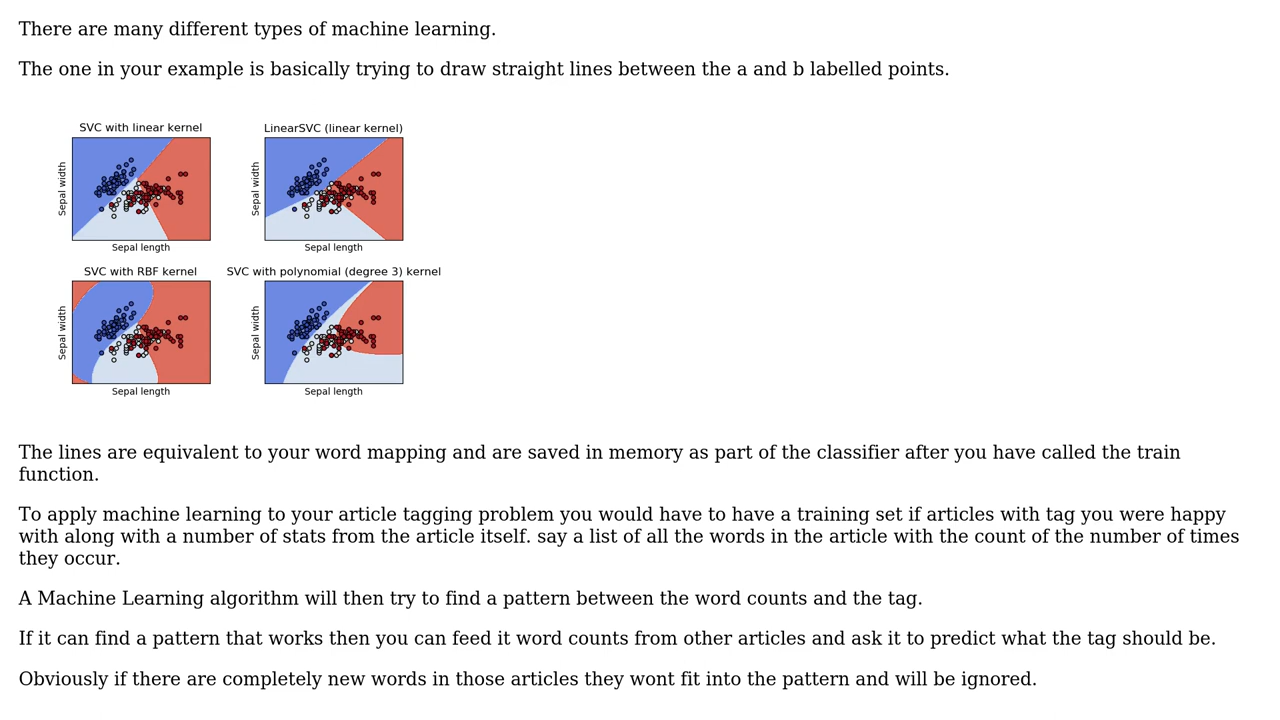 There are many different types of machine learning.
The one in your example is basically trying to draw straight lines between the a and b labelled points.
SVC with linear kernel
LinearSVC (linear kernel)
Sepal width
Sepal width
Sepal length
Sepal length
SVC with RBF kernel
SVC with polynomial (degree 3) kernel
Sepal width
Sepal width
Sepal length
Sepal length
The lines are equivalent to your word mapping and are saved in memory as part of the classifier after you have called the train
function.
To apply machine learning to your article tagging problem you would have to have a training set if articles with tag you were happy
with along with a number of stats from the article itself. say a list of all the words in the article with the count of the number of times
they occur.
A Machine Learning algorithm will then try to find a pattern between the word counts and the tag.
If it can find a pattern that works then you can feed it word counts from other articles and ask it to predict what the tag should be.
Obviously if there are completely new words in those articles they wont fit into the pattern and will be ignored.